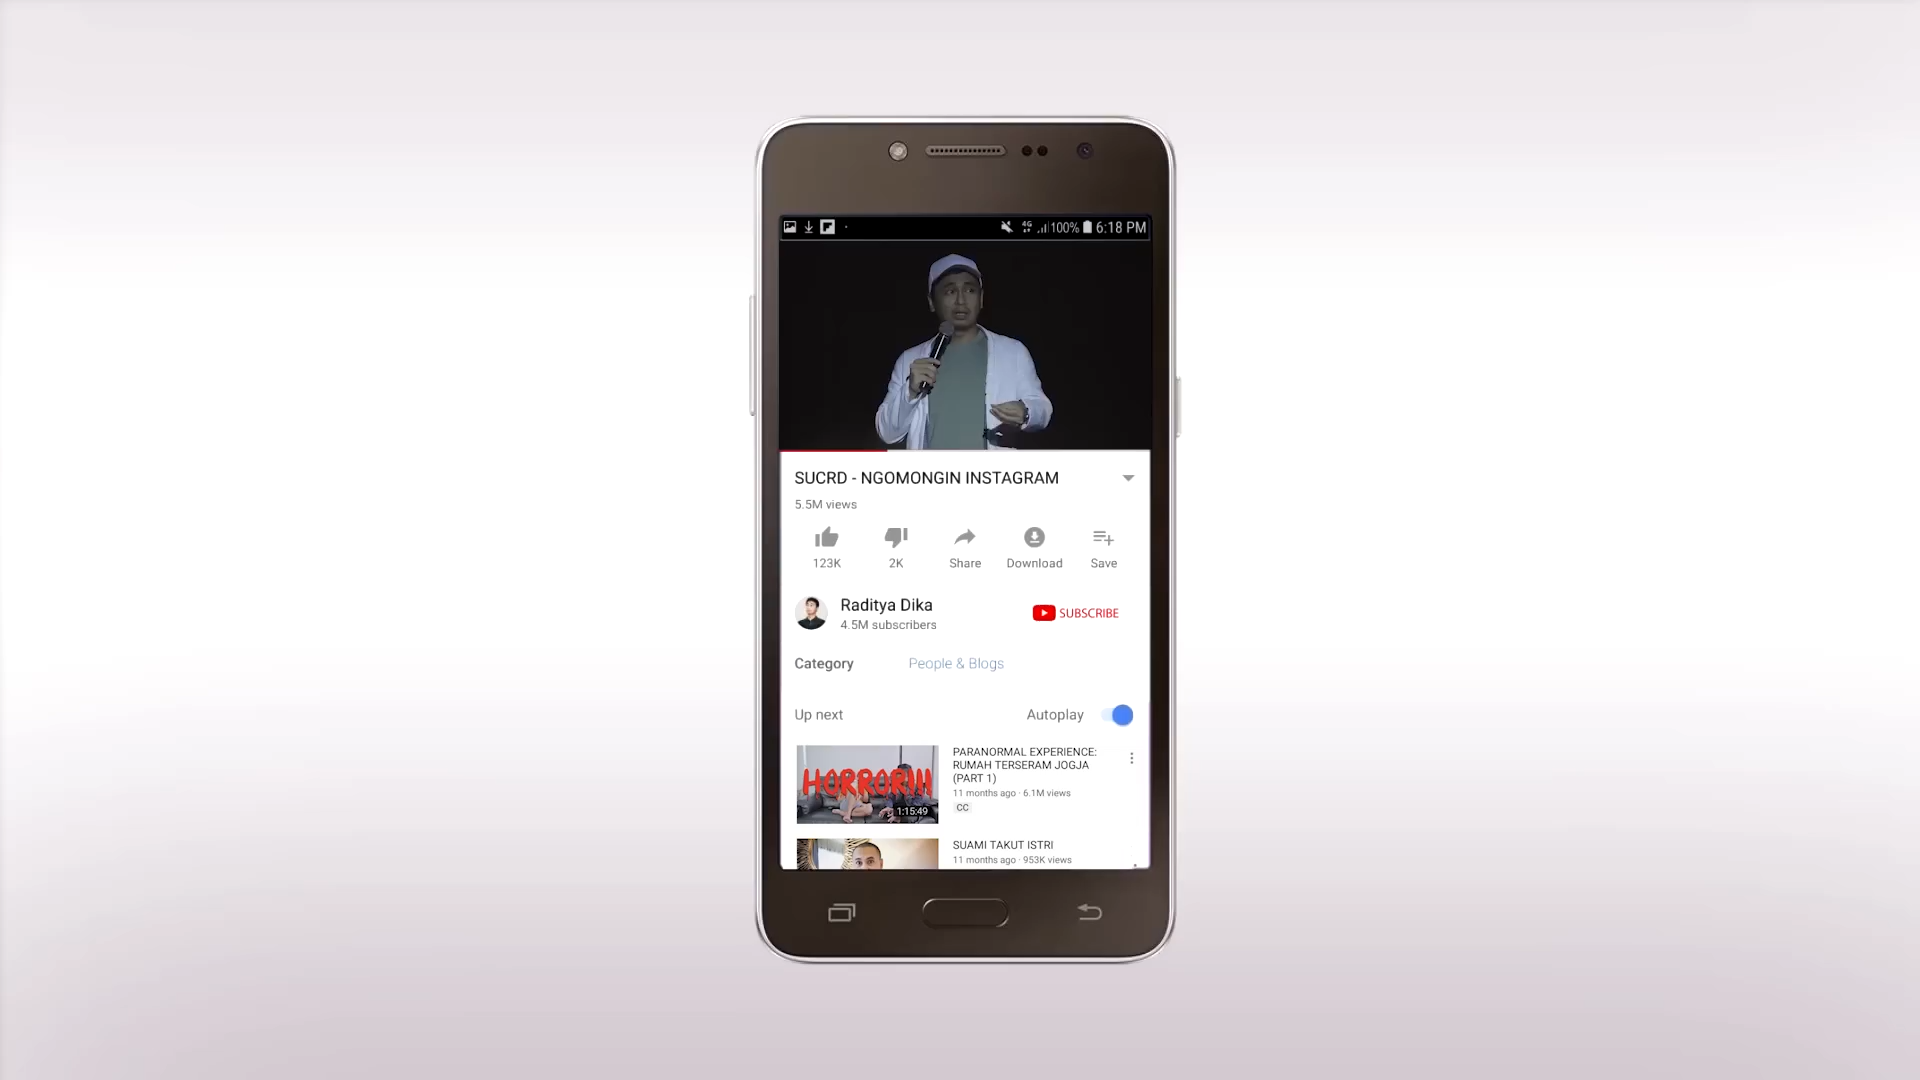 4G 100% 6:18 PM
SUCRD - NGOMONGIN INSTAGRAM
5.5M views
123K 2K Share Download Save
Raditya Dika
4.5M subscribers
SUBSCRIBE
Category People & Blogs
Up next Autoplay
HORROR!!!
1:15:49
PARANORMAL EXPERIENCE:
RUMAH TERSERAM JOGJA
(PART 1)
11 months ago · 6.1M views
CC
SUAMI TAKUT ISTRI
11 months ago · 953K views